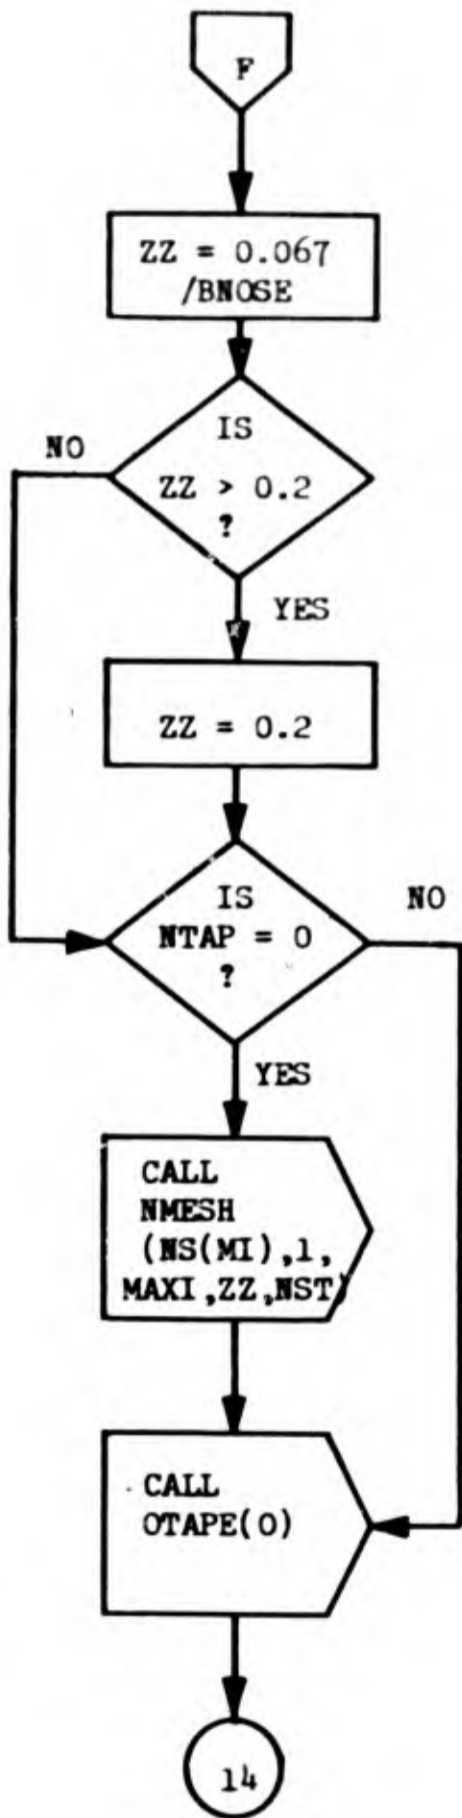 F
ZZ = 0.067
/BNOSE
IS
NO
ZZ > 0.2
?
YES
ZZ = 0.2
IS
NO
NTAP = 0
?
YES
CALL
NMESH
(NS(MI),1,
MAXI,ZZ,NST)
CALL
OTAPE(0)
14